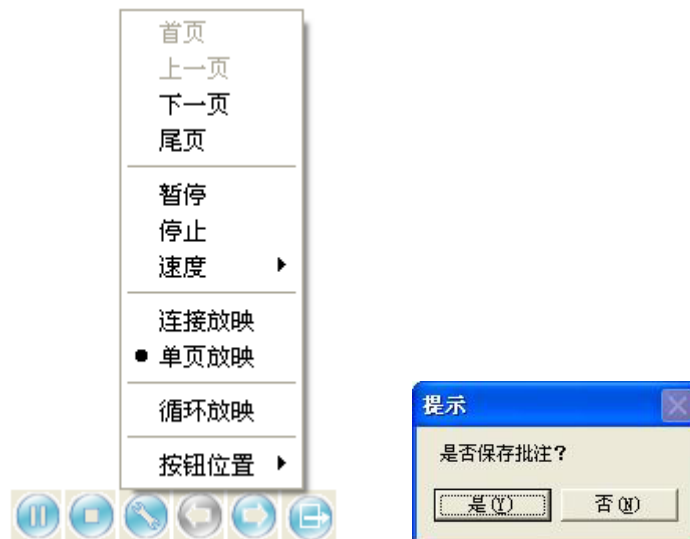 首页
上一页
下一页
尾页
暂停
停止
速度
连接放映
单页放映
循环放映
按钮位置
提示
是否保存批注?
是(Y)
否(N)